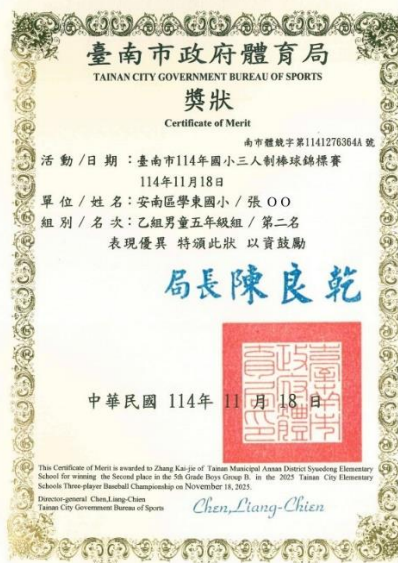 臺南市政府體育局
TAINAN CITY GOVERNMENT BUREAU OF SPORTS
獎狀
Certificate of Merit
南市體競字第1141276364A 號
活動/日期：臺南市114年國小三人制棒球錦標賽
114年11月18日
單位/姓名：安南區學東國小 / 張 O O
組別/名次：乙組男童五年級組 / 第二名
表現優異 特頒此狀 以資鼓勵
局長陳良乾
臺南市政府體育局
中華民國 114年 11 月 18 日
This Certificate of Merit is awarded to Zhang Kai-jie of Tainan Municipal Annan District Syuedong Elementary
School for winning the Second place in the 5th Grade Boys Group B. in the 2025 Tainan City Elementary
Schools Three-player Baseball Championship on November 18, 2025.
Director-general Chen,Liang-Chien
Tainan City Government Bureau of Sports
Chen,Liang-Chien